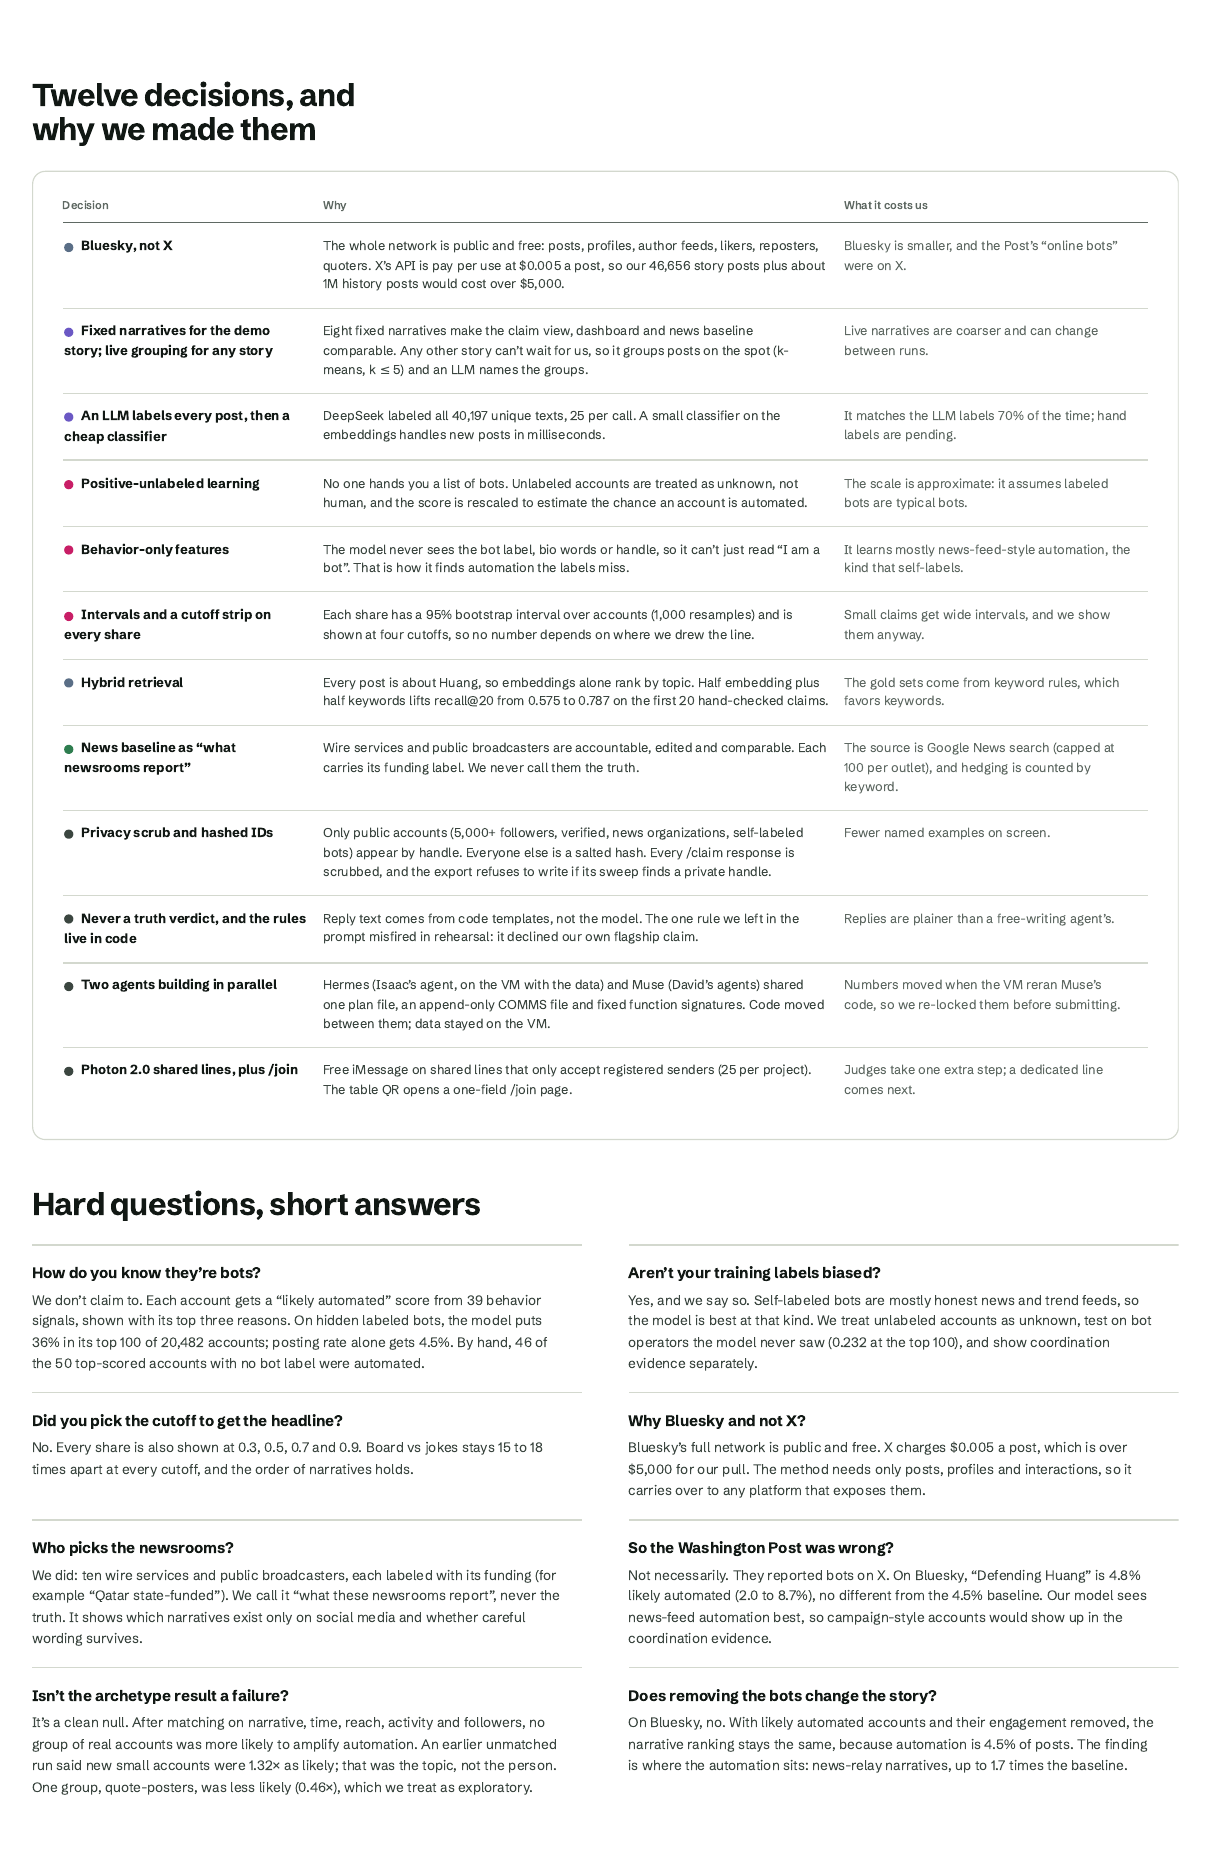 Twelve decisions, and
why we made them
Decision
Why
What it costs us
Bluesky, not X
The whole network is public and free: posts, profiles, author feeds, likers, reposters,
quoters. X’s API is pay per use at $0.005 a post, so our 46,656 story posts plus about
1M history posts would cost over $5,000.
Bluesky is smaller, and the Post’s “online bots”
were on X.
Fixed narratives for the demo
story; live grouping for any story
Eight fixed narratives make the claim view, dashboard and news baseline
comparable. Any other story can’t wait for us, so it groups posts on the spot (k-
means, k ≤ 5) and an LLM names the groups.
Live narratives are coarser and can change
between runs.
An LLM labels every post, then a
cheap classifier
DeepSeek labeled all 40,197 unique texts, 25 per call. A small classifier on the
embeddings handles new posts in milliseconds.
It matches the LLM labels 70% of the time; hand
labels are pending.
Positive-unlabeled learning
No one hands you a list of bots. Unlabeled accounts are treated as unknown, not
human, and the score is rescaled to estimate the chance an account is automated.
The scale is approximate: it assumes labeled
bots are typical bots.
Behavior-only features
The model never sees the bot label, bio words or handle, so it can’t just read “I am a
bot”. That is how it finds automation the labels miss.
It learns mostly news-feed-style automation, the
kind that self-labels.
Intervals and a cutoff strip on
every share
Each share has a 95% bootstrap interval over accounts (1,000 resamples) and is
shown at four cutoffs, so no number depends on where we drew the line.
Small claims get wide intervals, and we show
them anyway.
Hybrid retrieval
Every post is about Huang, so embeddings alone rank by topic. Half embedding plus
half keywords lifts recall@20 from 0.575 to 0.787 on the first 20 hand-checked claims.
The gold sets come from keyword rules, which
favors keywords.
News baseline as “what
newsrooms report”
Wire services and public broadcasters are accountable, edited and comparable. Each
carries its funding label. We never call them the truth.
The source is Google News search (capped at
100 per outlet), and hedging is counted by
keyword.
Privacy scrub and hashed IDs
Only public accounts (5,000+ followers, verified, news organizations, self-labeled
bots) appear by handle. Everyone else is a salted hash. Every /claim response is
scrubbed, and the export refuses to write if its sweep finds a private handle.
Fewer named examples on screen.
Never a truth verdict, and the rules
live in code
Reply text comes from code templates, not the model. The one rule we left in the
prompt misfired in rehearsal: it declined our own flagship claim.
Replies are plainer than a free-writing agent’s.
Two agents building in parallel
Hermes (Isaac’s agent, on the VM with the data) and Muse (David’s agents) shared
one plan file, an append-only COMMS file and fixed function signatures. Code moved
between them; data stayed on the VM.
Numbers moved when the VM reran Muse’s
code, so we re-locked them before submitting.
Photon 2.0 shared lines, plus /join
Free iMessage on shared lines that only accept registered senders (25 per project).
The table QR opens a one-field /join page.
Judges take one extra step; a dedicated line
comes next.
Hard questions, short answers
How do you know they’re bots?
We don’t claim to. Each account gets a “likely automated” score from 39 behavior
signals, shown with its top three reasons. On hidden labeled bots, the model puts
36% in its top 100 of 20,482 accounts; posting rate alone gets 4.5%. By hand, 46 of
the 50 top-scored accounts with no bot label were automated.
Aren’t your training labels biased?
Yes, and we say so. Self-labeled bots are mostly honest news and trend feeds, so
the model is best at that kind. We treat unlabeled accounts as unknown, test on bot
operators the model never saw (0.232 at the top 100), and show coordination
evidence separately.
Did you pick the cutoff to get the headline?
No. Every share is also shown at 0.3, 0.5, 0.7 and 0.9. Board vs jokes stays 15 to 18
times apart at every cutoff, and the order of narratives holds.
Why Bluesky and not X?
Bluesky’s full network is public and free. X charges $0.005 a post, which is over
$5,000 for our pull. The method needs only posts, profiles and interactions, so it
carries over to any platform that exposes them.
Who picks the newsrooms?
We did: ten wire services and public broadcasters, each labeled with its funding (for
example “Qatar state-funded”). We call it “what these newsrooms report”, never the
truth. It shows which narratives exist only on social media and whether careful
wording survives.
So the Washington Post was wrong?
Not necessarily. They reported bots on X. On Bluesky, “Defending Huang” is 4.8%
likely automated (2.0 to 8.7%), no different from the 4.5% baseline. Our model sees
news-feed automation best, so campaign-style accounts would show up in the
coordination evidence.
Isn’t the archetype result a failure?
It’s a clean null. After matching on narrative, time, reach, activity and followers, no
group of real accounts was more likely to amplify automation. An earlier unmatched
run said new small accounts were 1.32× as likely; that was the topic, not the person.
One group, quote-posters, was less likely (0.46×), which we treat as exploratory.
Does removing the bots change the story?
On Bluesky, no. With likely automated accounts and their engagement removed, the
narrative ranking stays the same, because automation is 4.5% of posts. The finding
is where the automation sits: news-relay narratives, up to 1.7 times the baseline.